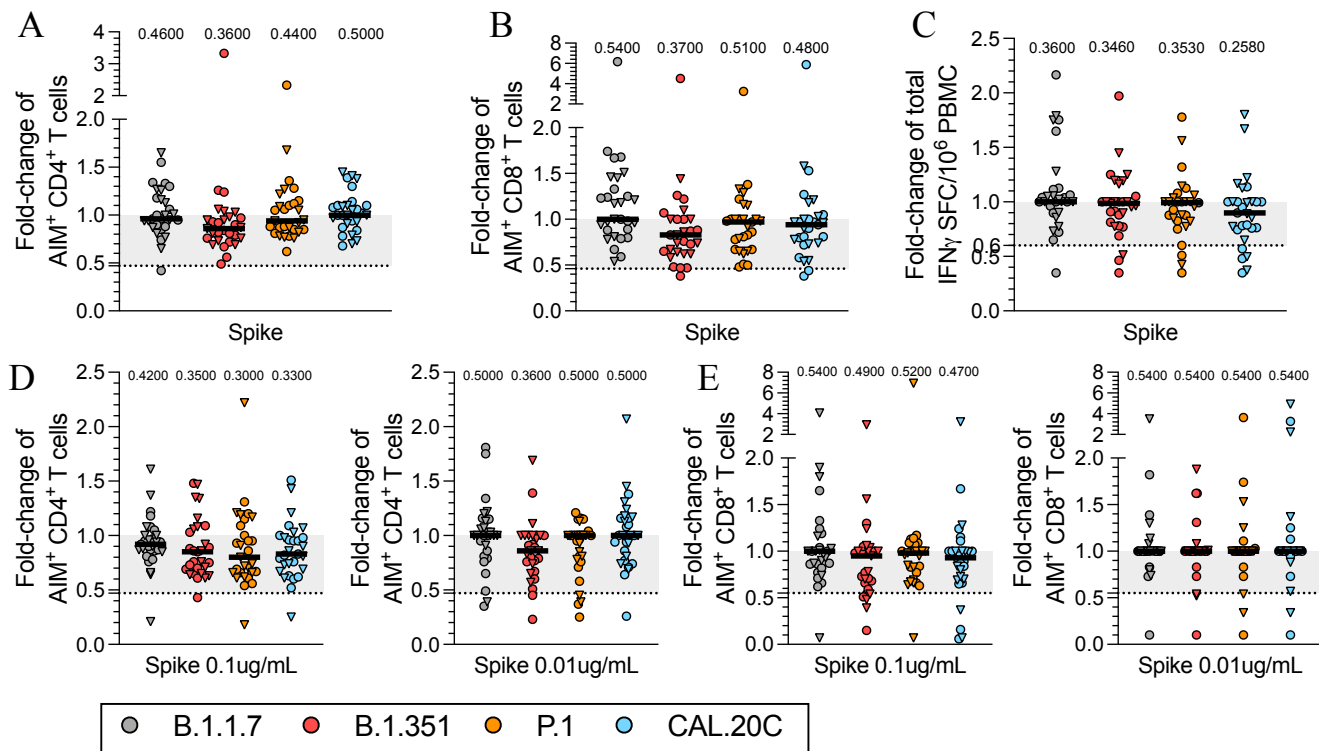 A
0.4600 0.3600 0.4400 0.5000
4
3
2
2.0
1.5
1.0
0.5
0.0
Fold-change of
AIM+ CD4+ T cells
Spike
B
0.5400 0.3700 0.5100 0.4800
8
6
4
2
2.0
1.5
1.0
0.5
0.0
Fold-change of
AIM+ CD8+ T cells
Spike
C
0.3600 0.3460 0.3530 0.2580
2.5
2.0
1.5
1.0
0.6
0.5
0.0
Fold-change of total
IFNγ SFC/10⁶ PBMC
Spike
D
0.4200 0.3500 0.3000 0.3300
2.5
2.0
1.5
1.0
0.5
0.0
Fold-change of
AIM+ CD4+ T cells
Spike 0.1ug/mL
0.5000 0.3600 0.5000 0.5000
2.5
2.0
1.5
1.0
0.5
0.0
Fold-change of
AIM+ CD4+ T cells
Spike 0.01ug/mL
E
0.5400 0.4900 0.5200 0.4700
8
6
4
2
2.0
1.5
1.0
0.5
0.0
Fold-change of
AIM+ CD8+ T cells
Spike 0.1ug/mL
0.5400 0.5400 0.5400 0.5400
8
6
4
2
2.0
1.5
1.0
0.5
0.0
Fold-change of
AIM+ CD8+ T cells
Spike 0.01ug/mL
B.1.1.7 B.1.351 P.1 CAL.20C